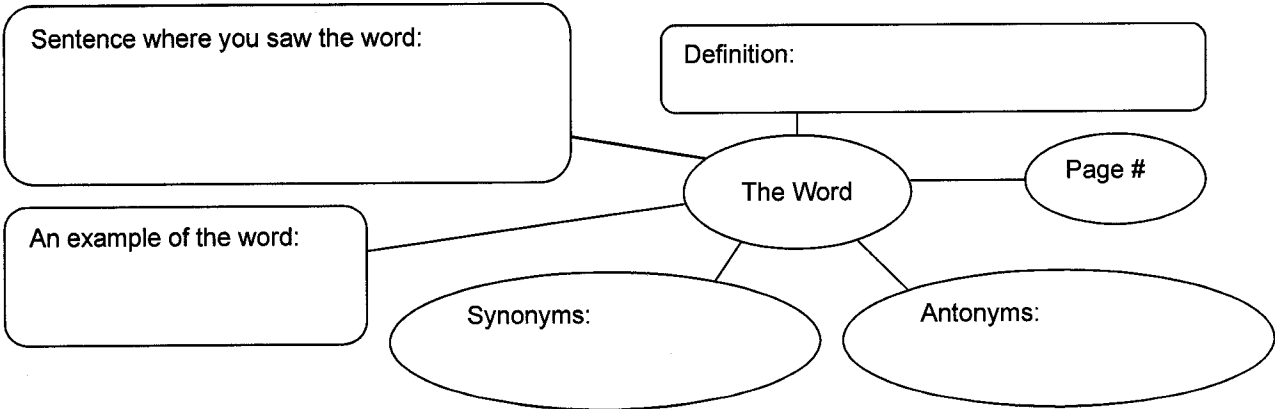 Sentence where you saw the word:
Definition:
The Word
Page #
An example of the word:
Synonyms:
Antonyms: